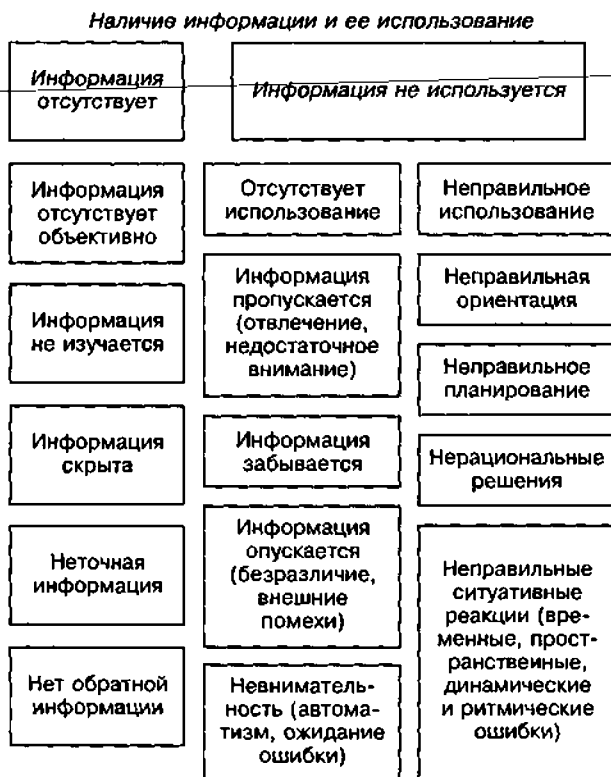 Наличие информации и ее использование
Информация
отсутствует
Информация не используется
Информация
отсутствует
объективно
Информация
не изучается
Информация
скрыта
Неточная
информация
Нет обратной
информации
Отсутствует
использование
Информация
пропускается
(отвлечение,
недостаточное
внимание)
Информация
забывается
Информация
опускается
(безразличие,
внешние
помехи)
Невниматель-
ность (автома-
тизм, ожидание
ошибки)
Неправильное
использование
Неправильная
ориентация
Неправильное
планирование
Нерациональные
решения
Неправильные
ситуативные
реакции (вре-
менные, прост-
ранственные,
динамические
и ритмические
ошибки)